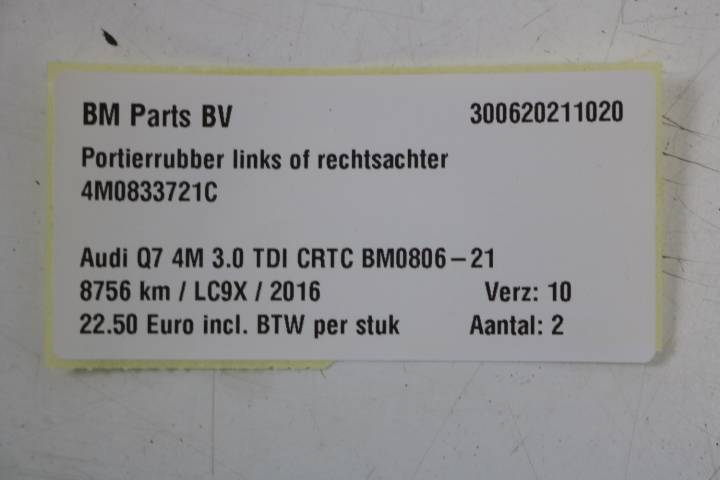 BM Parts BV 300620211020
Portierrubber links of rechtsachter
4M0833721C
Audi Q7 4M 3.0 TDI CRTC BM0806-21
8756 km / LC9X / 2016 Verz: 10
22.50 Euro incl. BTW per stuk Aantal: 2